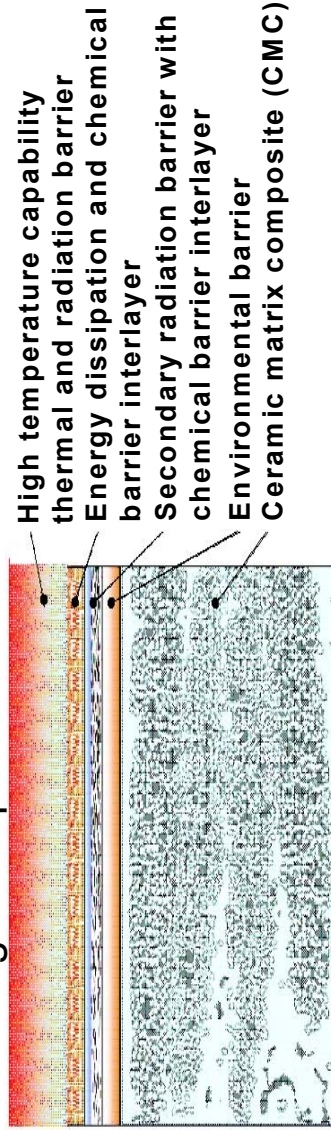 High temperature capability
thermal and radiation barrier
Energy dissipation and chemical
barrier interlayer
Secondary radiation barrier with
chemical barrier interlayer
Environmental barrier
Ceramic matrix composite (CMC)